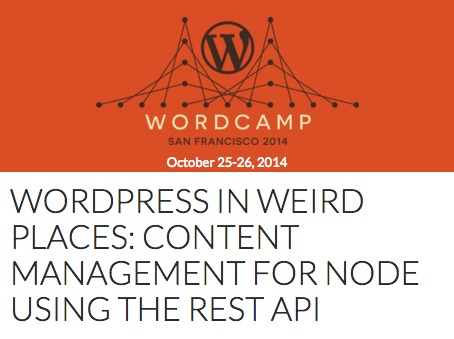 W
WORDCAMP
SAN FRANCISCO 2014
October 25-26, 2014
WORDPRESS IN WEIRD
PLACES: CONTENT
MANAGEMENT FOR NODE
USING THE REST API